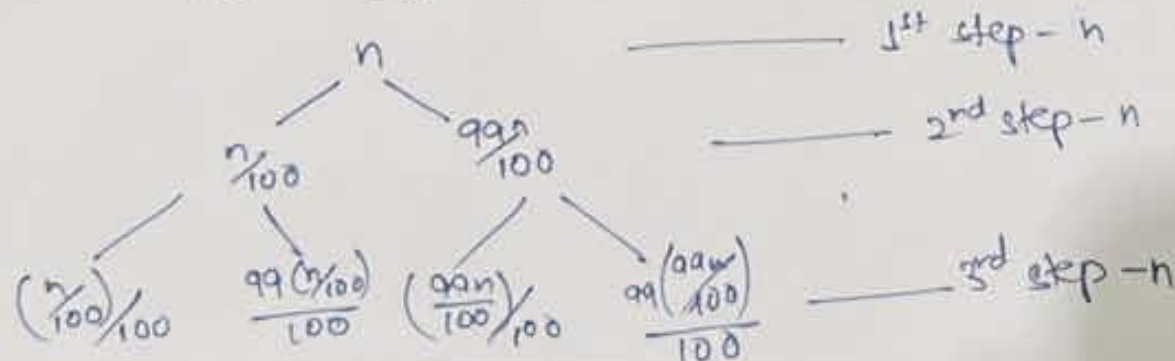 n 1st step - n
n/100 99n/100 2nd step - n
(n/100)/100 99(n/100)/100 (99n/100)/100 99(99n/100)/100 3rd step - n